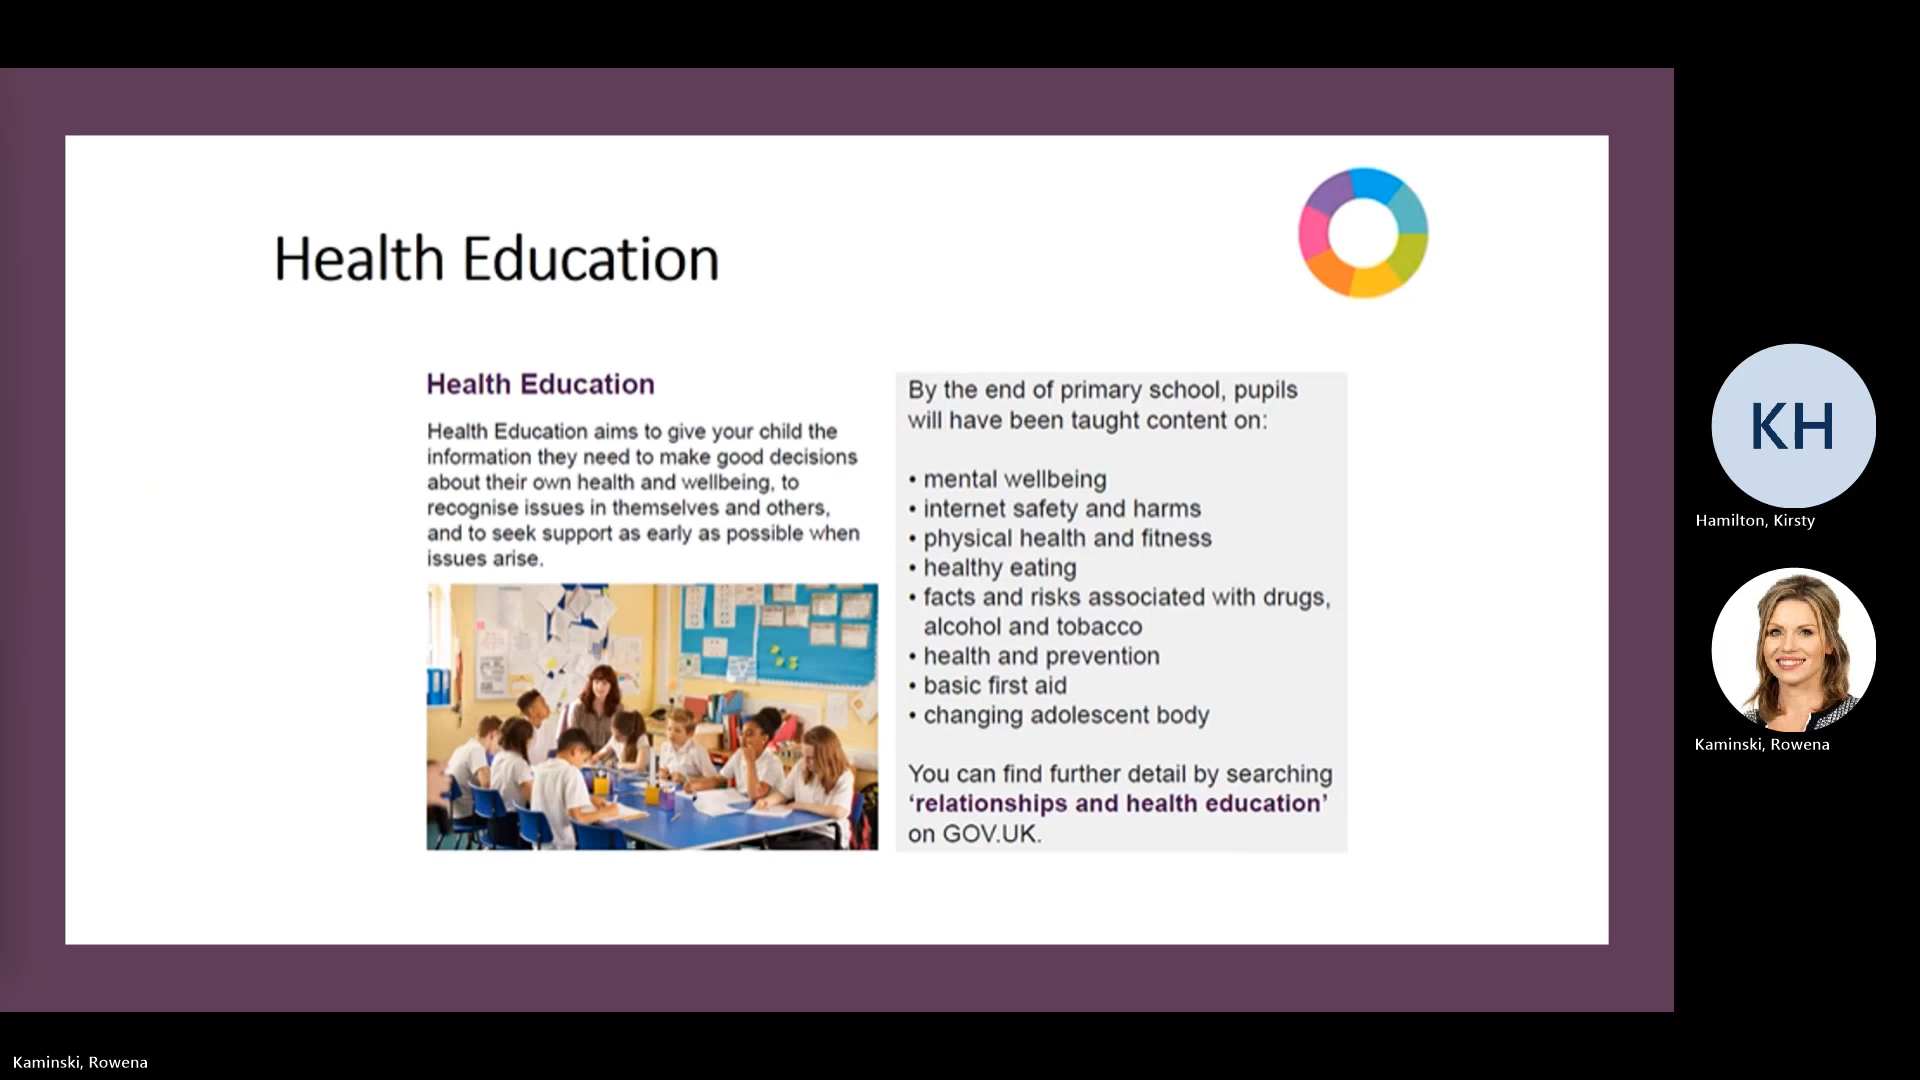 Health Education
Health Education
Health Education aims to give your child the
information they need to make good decisions
about their own health and wellbeing, to
recognise issues in themselves and others,
and to seek support as early as possible when
issues arise.
By the end of primary school, pupils
will have been taught content on:
• mental wellbeing
• internet safety and harms
• physical health and fitness
• healthy eating
• facts and risks associated with drugs,
alcohol and tobacco
• health and prevention
• basic first aid
• changing adolescent body
You can find further detail by searching
‘relationships and health education’
on GOV.UK.
KH
Hamilton, Kirsty
Kaminski, Rowena
Kaminski, Rowena